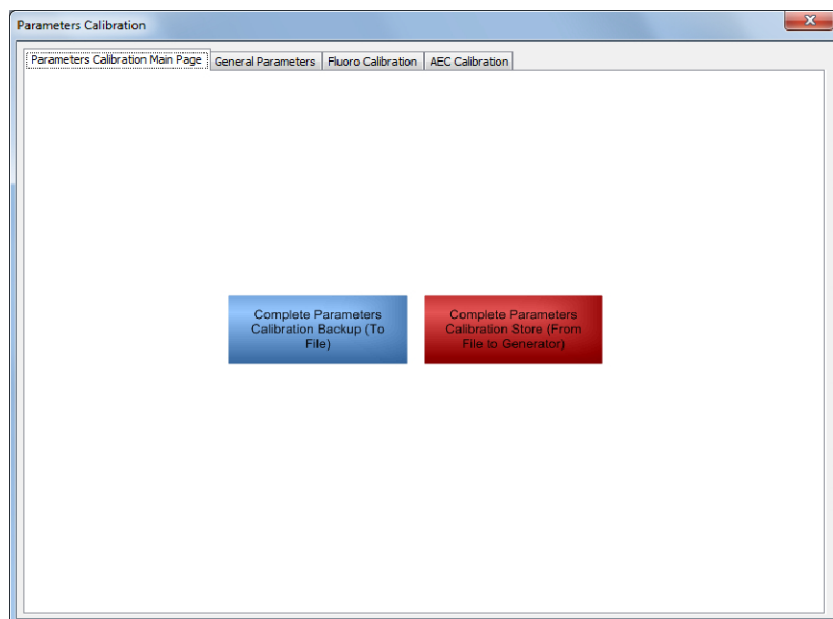 Parameters Calibration
Parameters Calibration Main Page General Parameters Fluoro Calibration AEC Calibration
Complete Parameters
Calibration Backup (To
File)
Complete Parameters
Calibration Store (From
File to Generator)